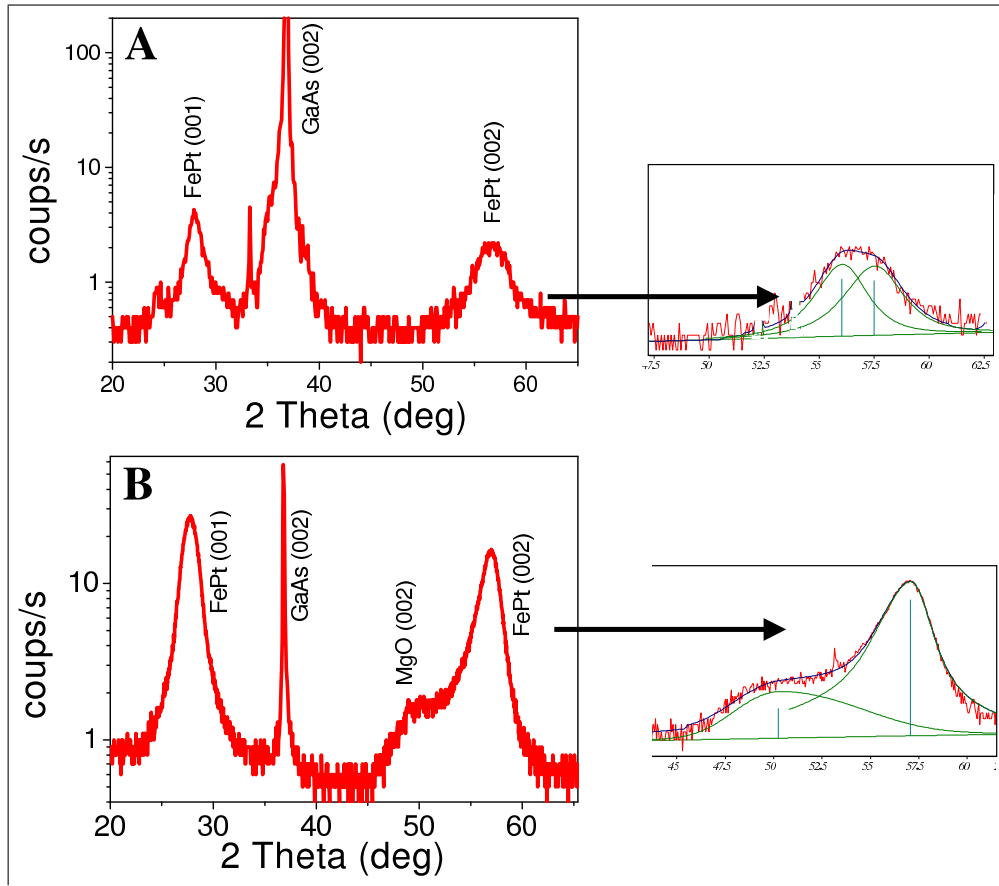 A
coups/s
100
10
1
FePt (001)
GaAs (002)
FePt (002)
20 30 40 50 60
2 Theta (deg)
47.5 50 52.5 55 57.5 60 62.5
B
coups/s
10
1
FePt (001)
GaAs (002)
MgO (002)
FePt (002)
20 30 40 50 60
2 Theta (deg)
45 47.5 50 52.5 55 57.5 60